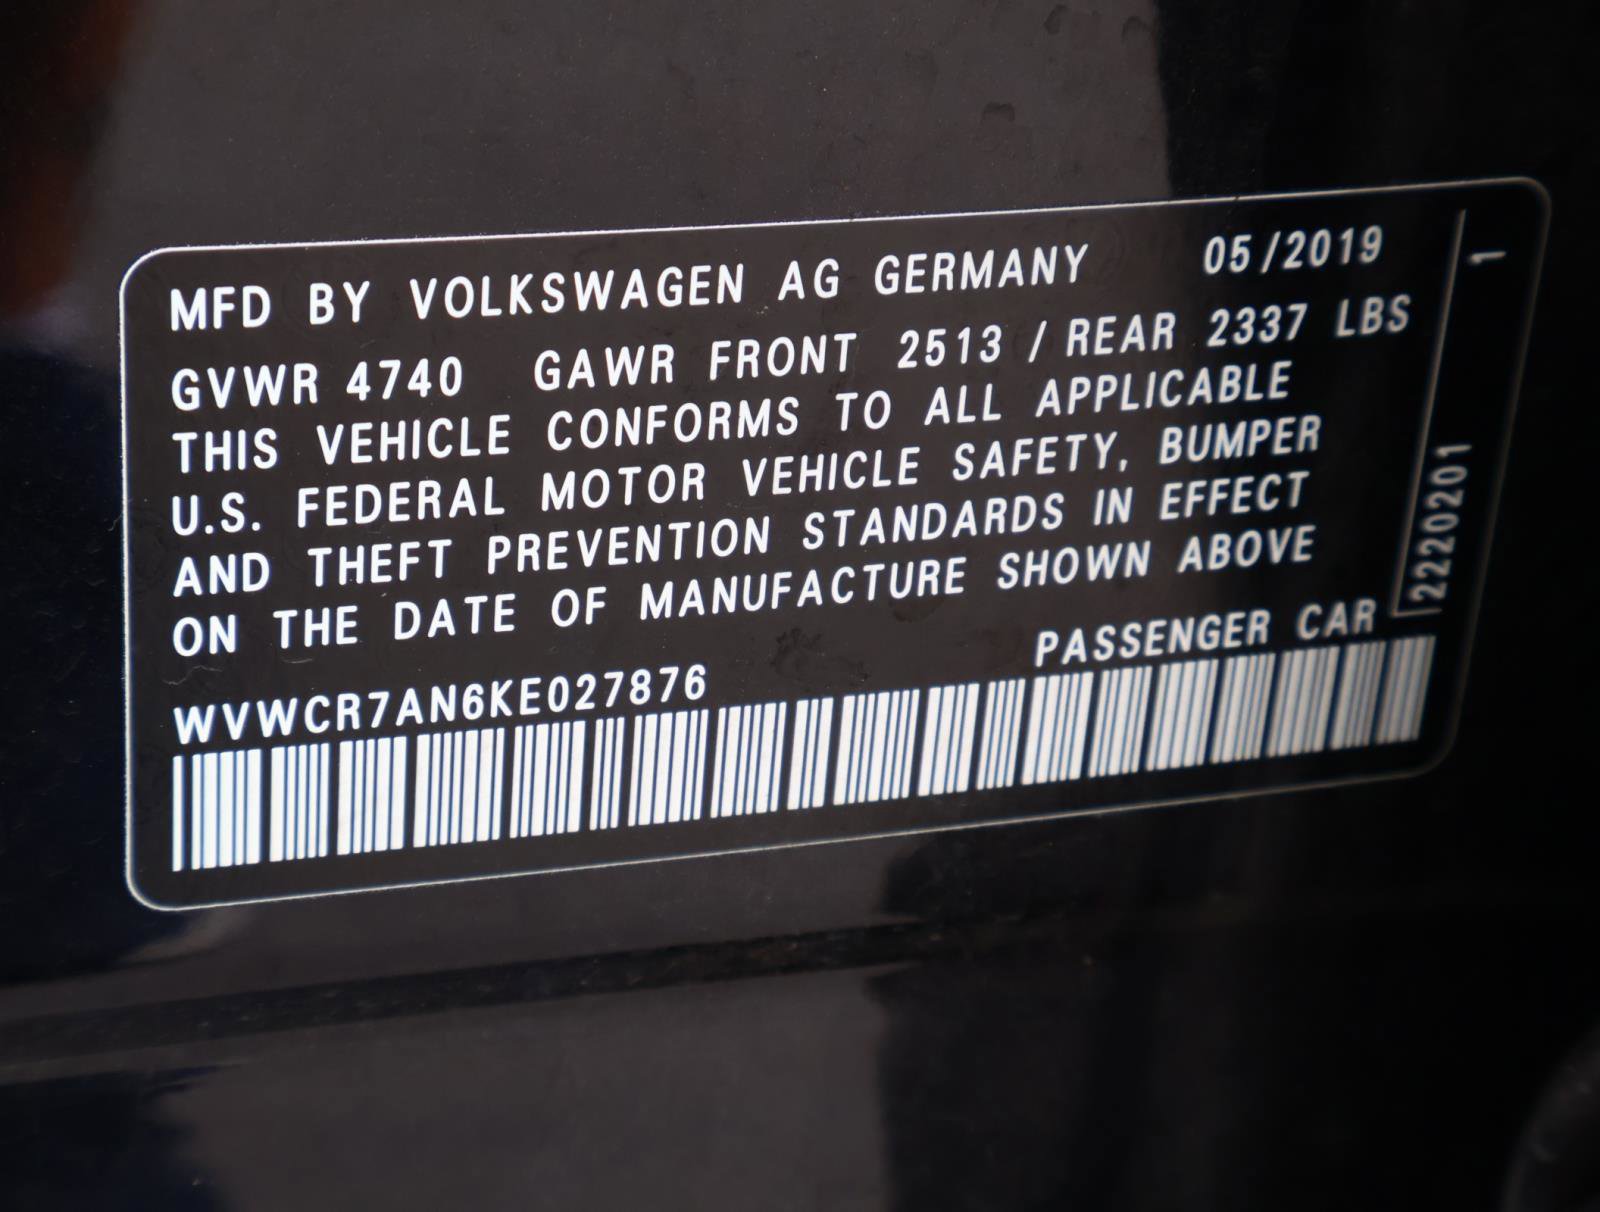 MFD BY VOLKSWAGEN AG GERMANY 05/2019
GVWR 4740 GAWR FRONT 2513 / REAR 2337 LBS
THIS VEHICLE CONFORMS TO ALL APPLICABLE
U.S. FEDERAL MOTOR VEHICLE SAFETY, BUMPER
AND THEFT PREVENTION STANDARDS IN EFFECT
ON THE DATE OF MANUFACTURE SHOWN ABOVE
WVWCR7AN6KE027876 PASSENGER CAR
2220201 1